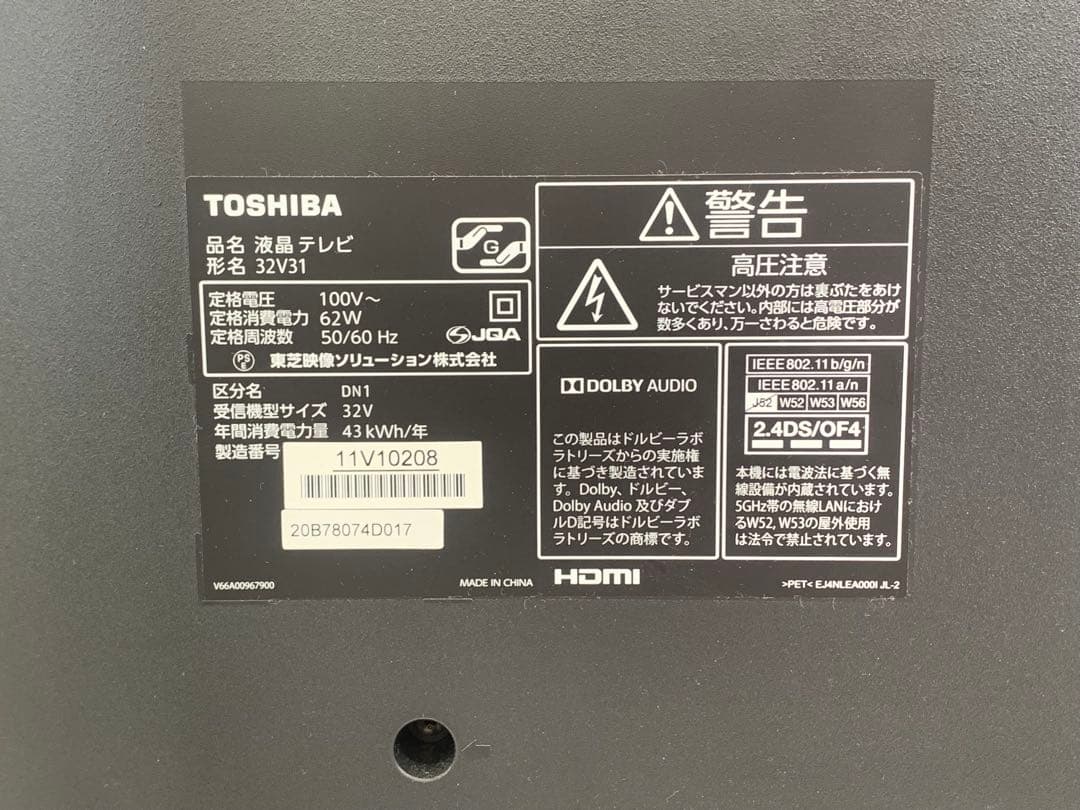 TOSHIBA
品名 液晶テレビ
形名 32V31
G
定格電圧 100V～
定格消費電力 62W
定格周波数 50/60 Hz
JQA
PS
E
東芝映像ソリューション株式会社
区分名 DN1
受信機型サイズ 32V
年間消費電力量 43 kWh/年
製造番号
11V10208
20B78074D017
V66A00967900
MADE IN CHINA
警告
高圧注意
サービスマン以外の方は裏ぶたをあけ
ないでください。内部には高電圧部分が
数多くあり、万一さわると危険です。
DOLBY AUDIO
この製品はドルビーラボ
ラトリーズからの実施権
に基づき製造されていま
す。Dolby、ドルビー、
Dolby Audio 及びダブ
ルD記号はドルビーラボ
ラトリーズの商標です。
IEEE802.11b/g/n
IEEE802.11a/n
J52 W52 W53 W56
2.4DS/OF4
本機には電波法に基づく無
線設備が内蔵されています。
5GHz帯の無線LANにおけ
るW52, W53の屋外使用
は法令で禁止されています。
HDMI
>PET< EJ4NLEA000I JL-2